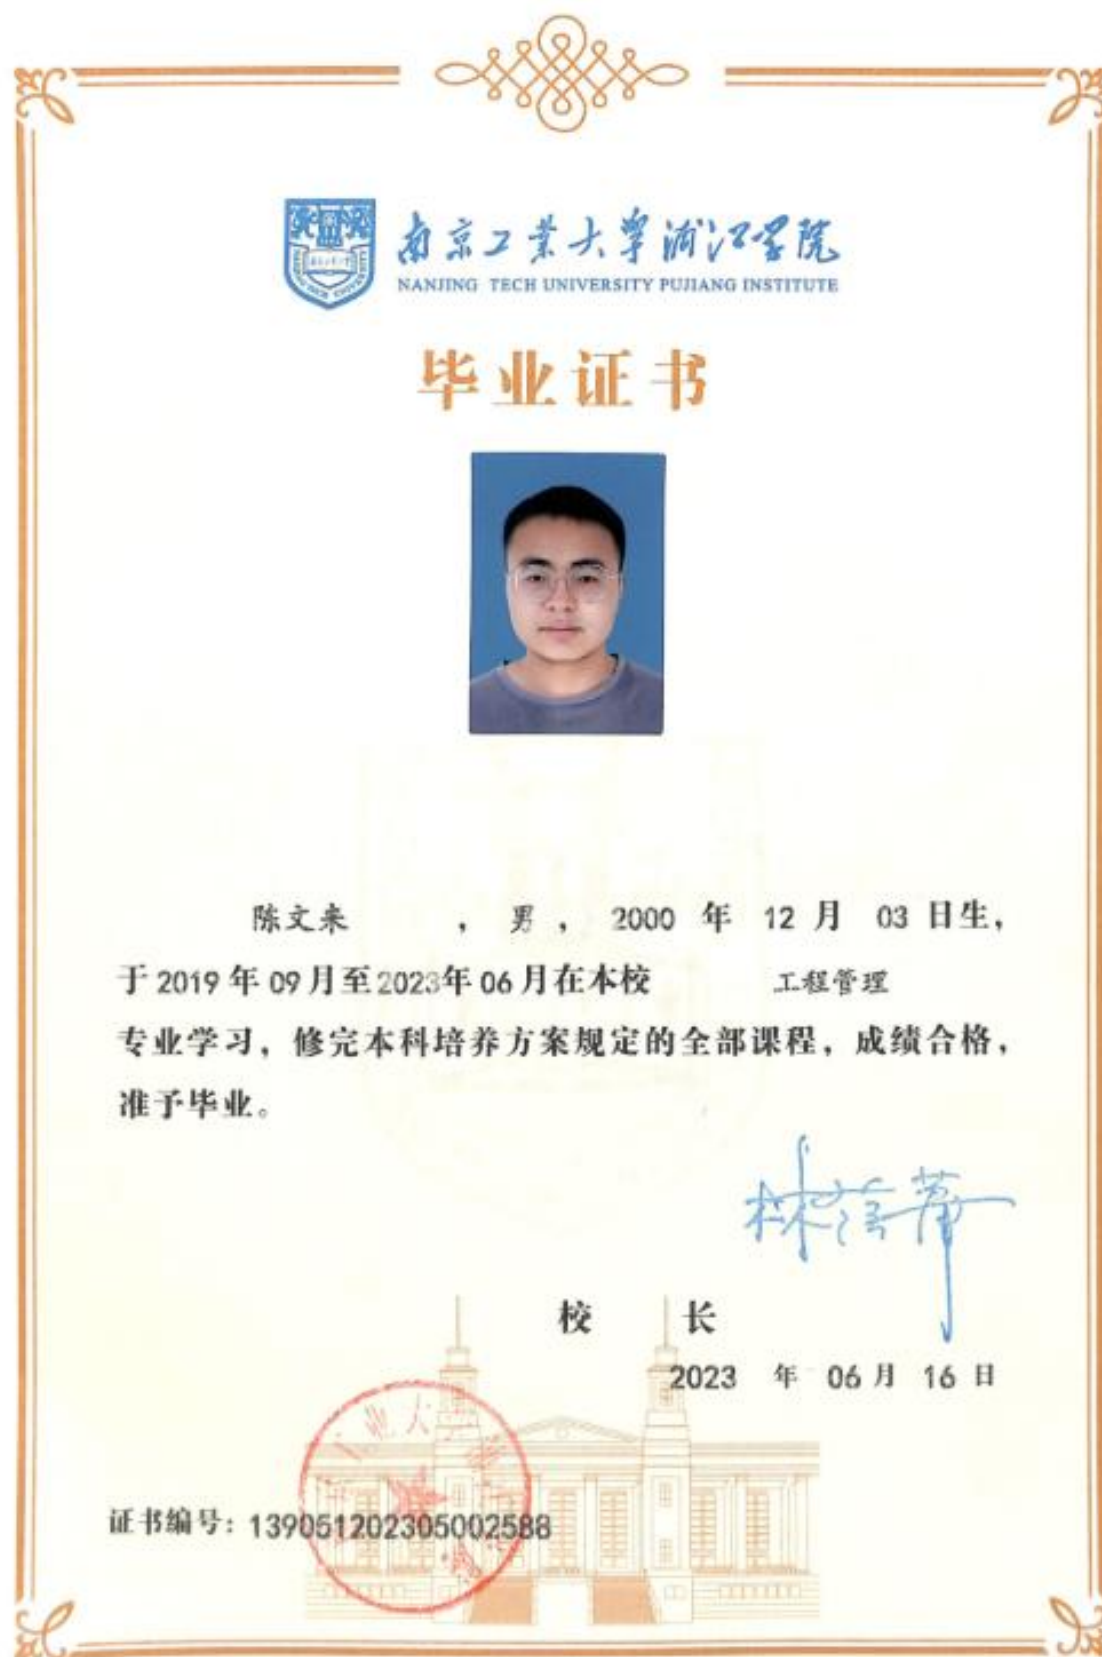 南京工业大学浦江学院
NANJING TECH UNIVERSITY PUJIANG INSTITUTE
毕业证书
陈文来 ，男，2000 年 12 月 03 日生，
于 2019 年 09 月至 2023年 06 月在本校 工程管理
专业学习，修完本科培养方案规定的全部课程，成绩合格，
准予毕业。
校 长
2023 年 06 月 16 日
证书编号：139051202305002588